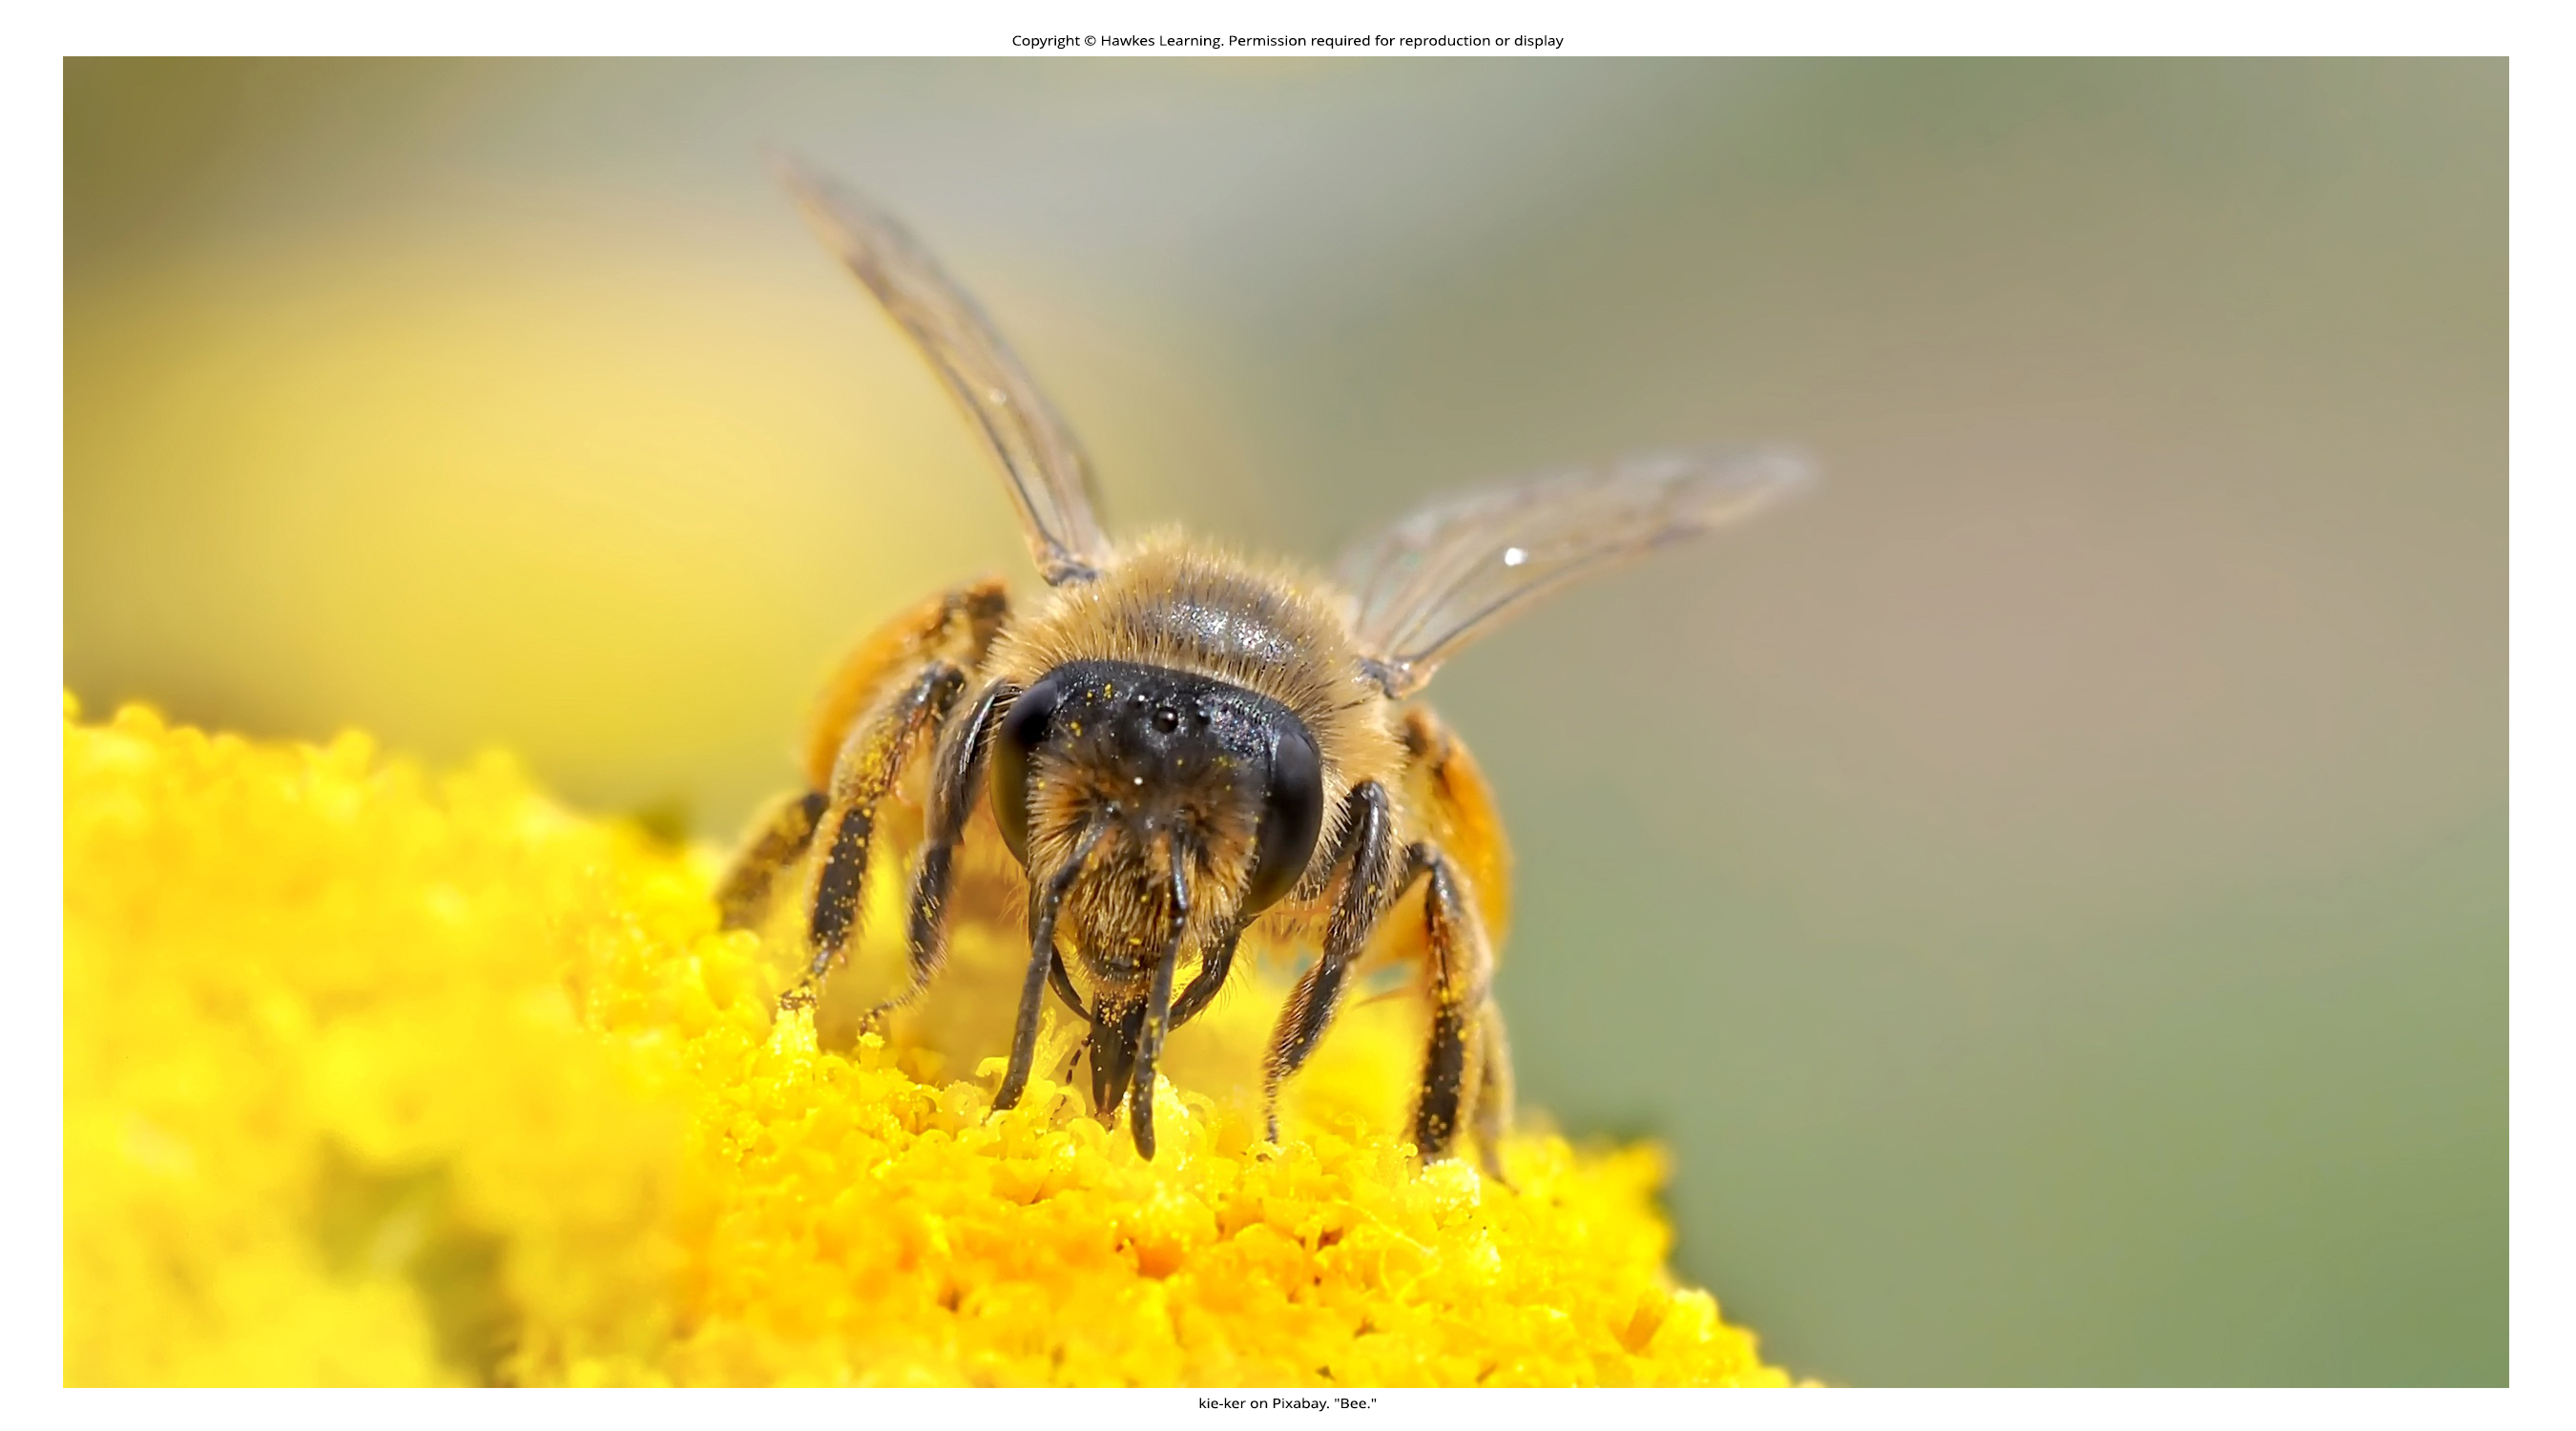 Copyright © Hawkes Learning. Permission required for reproduction or display
kie-ker on Pixabay. "Bee."